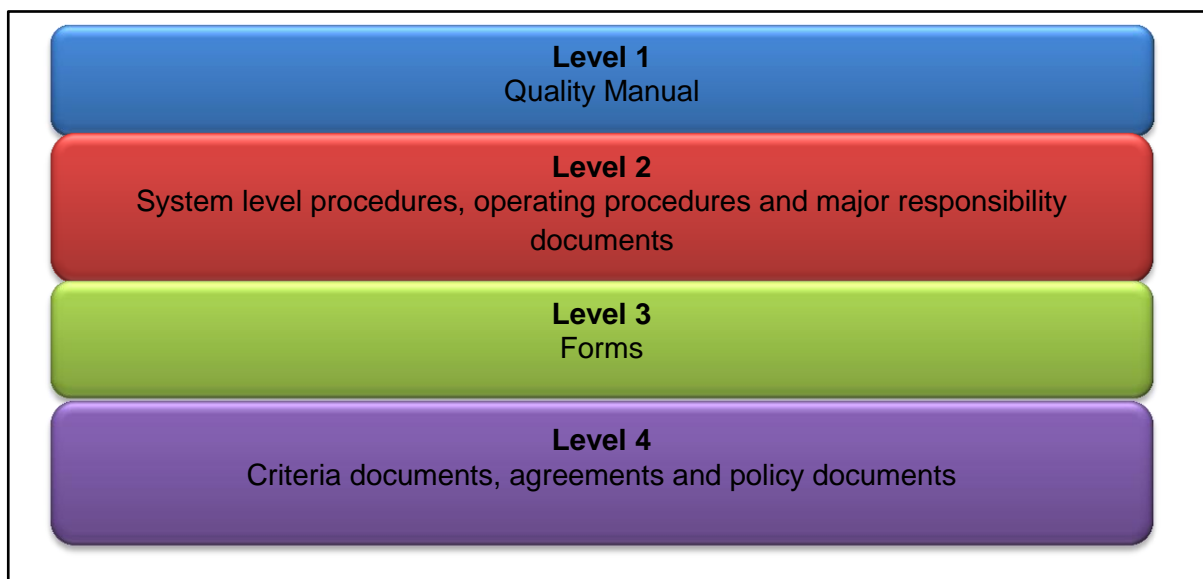 Level 1
Quality Manual
Level 2
System level procedures, operating procedures and major responsibility
documents
Level 3
Forms
Level 4
Criteria documents, agreements and policy documents